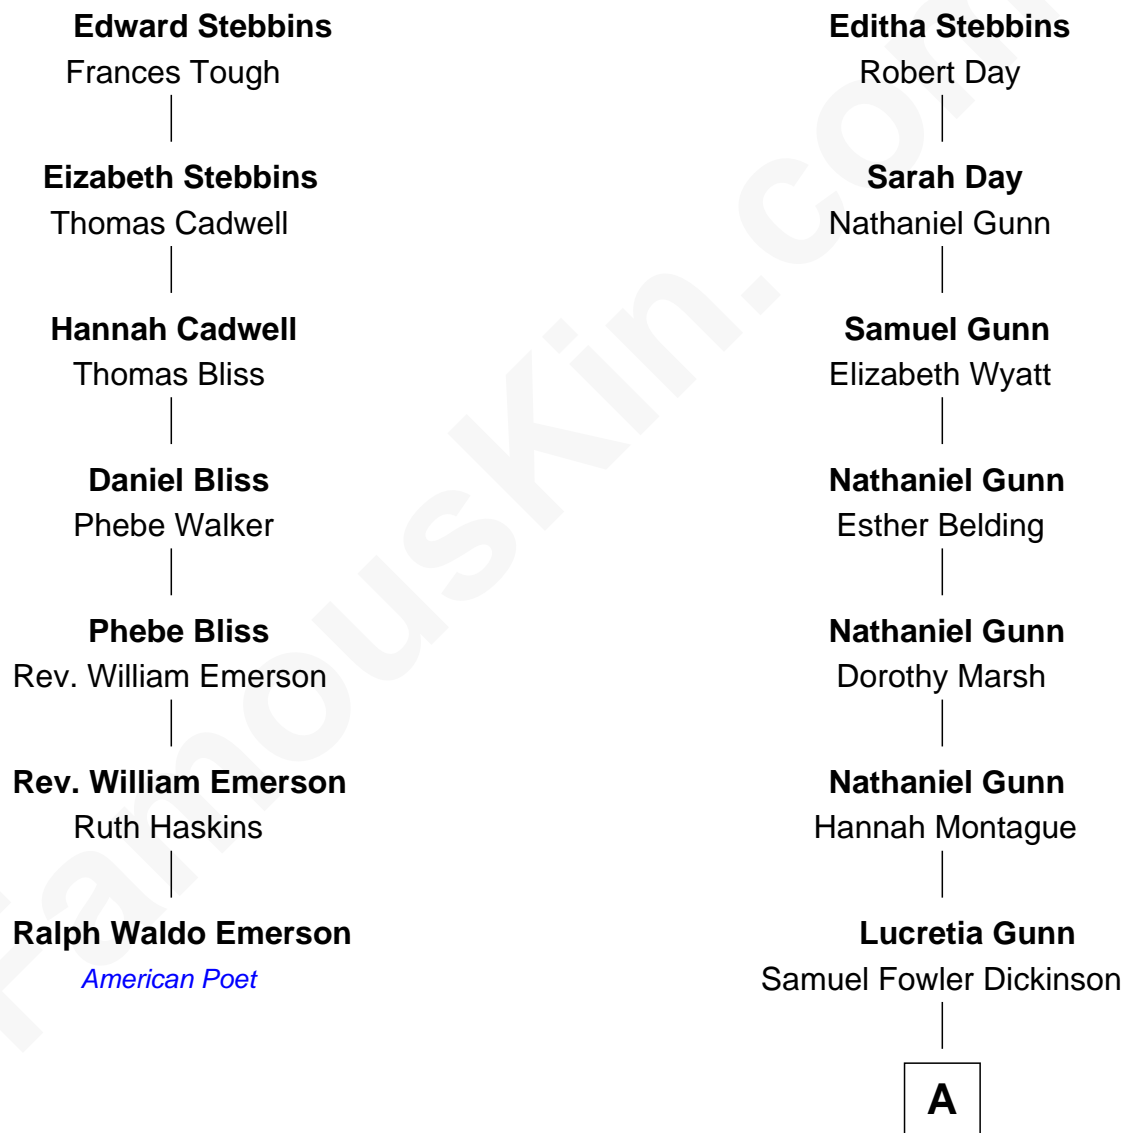 Edward Stebbins
Frances Tough
Eizabeth Stebbins
Thomas Cadwell
Hannah Cadwell
Thomas Bliss
Daniel Bliss
Phebe Walker
Phebe Bliss
Rev. William Emerson
Rev. William Emerson
Ruth Haskins
Ralph Waldo Emerson
American Poet
Editha Stebbins
Robert Day
Sarah Day
Nathaniel Gunn
Samuel Gunn
Elizabeth Wyatt
Nathaniel Gunn
Esther Belding
Nathaniel Gunn
Dorothy Marsh
Nathaniel Gunn
Hannah Montague
Lucretia Gunn
Samuel Fowler Dickinson
A
FamousKin.com